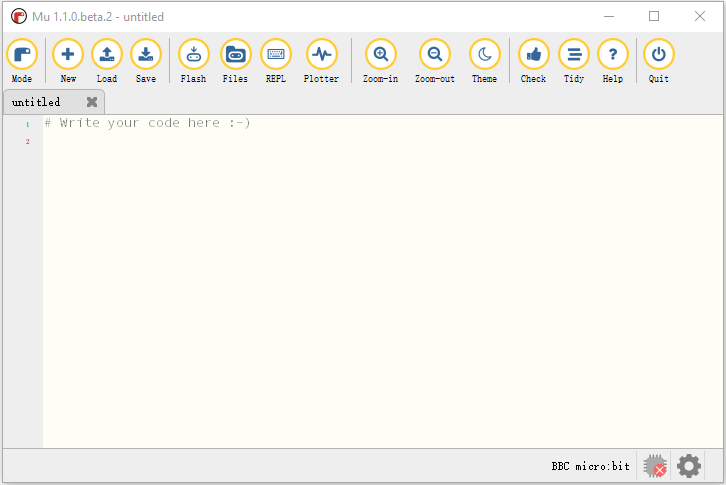 Mu 1.1.0.beta.2 - untitled
Mode New Load Save Flash Files REPL Plotter Zoom-in Zoom-out Theme Check Tidy Help Quit
untitled
1 # Write your code here :-)
2
BBC micro:bit